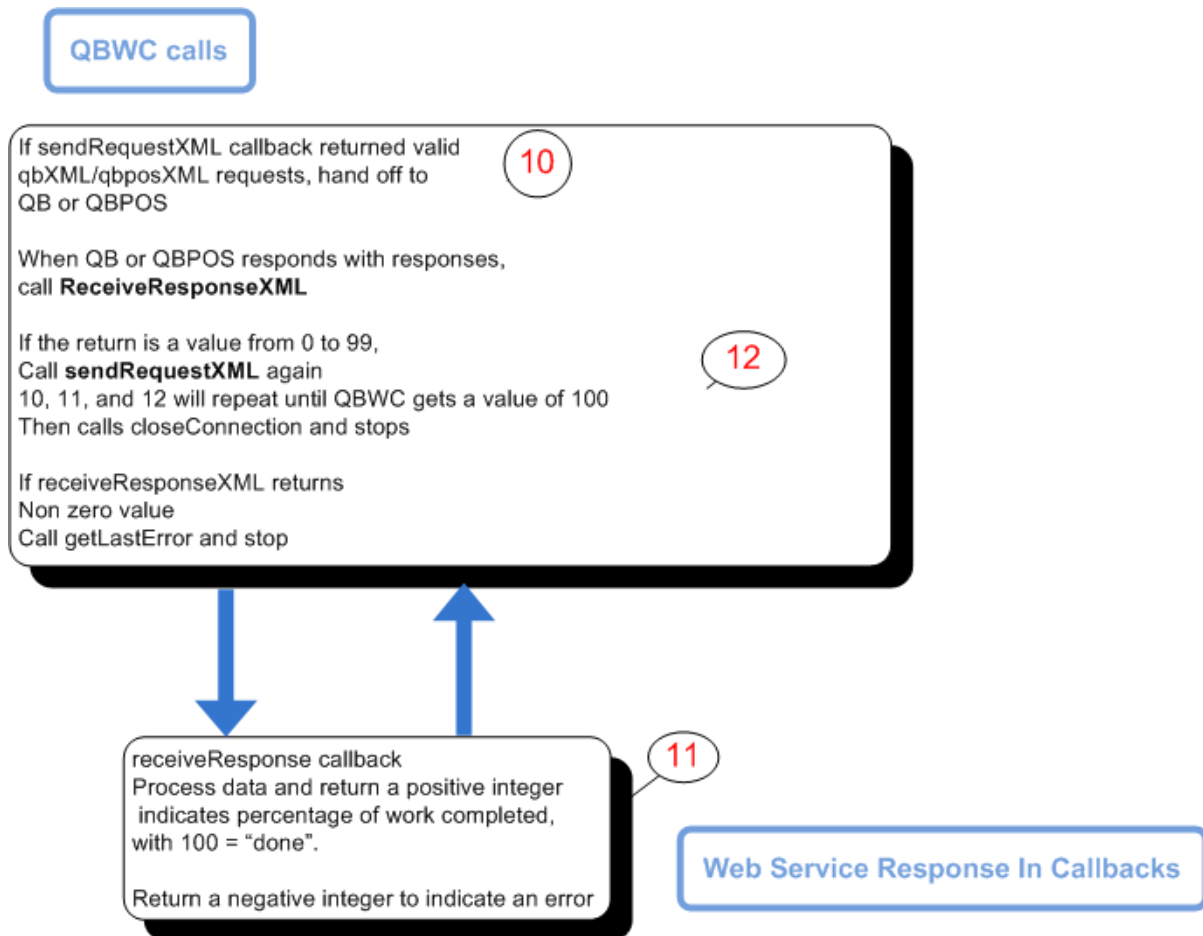 QBWC calls
If sendRequestXML callback returned valid
10
qbXML/qbposXML requests, hand off to
QB or QBPOS
When QB or QBPOS responds with responses,
call ReceiveResponseXML
If the return is a value from 0 to 99,
12
Call sendRequestXML again
10, 11, and 12 will repeat until QBWC gets a value of 100
Then calls closeConnection and stops
If receiveResponseXML returns
Non zero value
Call getLastError and stop
receiveResponse callback
11
Process data and return a positive integer
indicates percentage of work completed,
with 100 = “done”.
Return a negative integer to indicate an error
Web Service Response In Callbacks